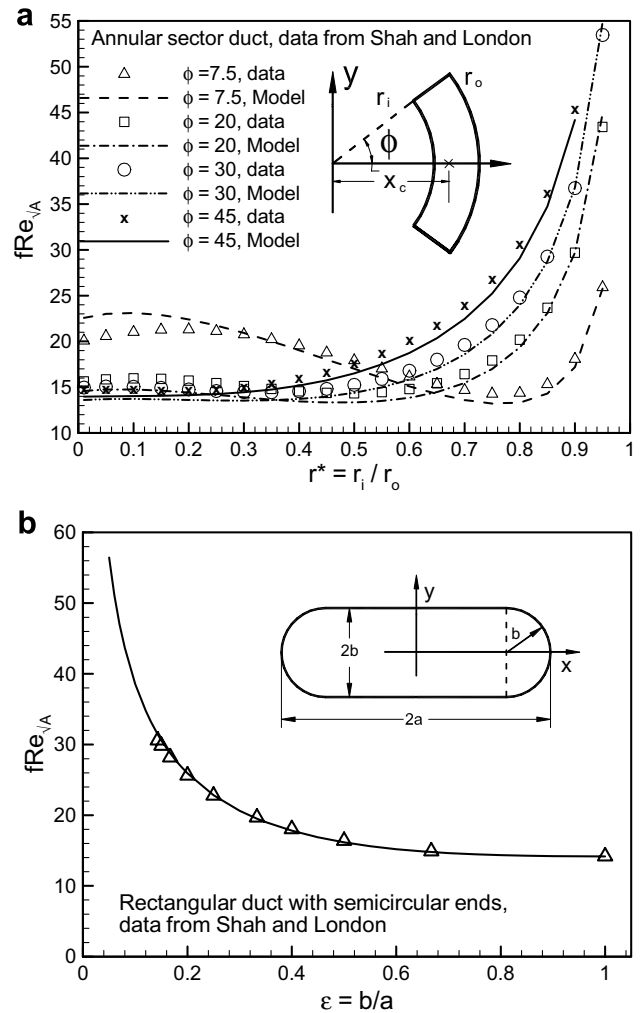 a
Annular sector duct, data from Shah and London
ϕ =7.5, data
ϕ = 7.5, Model
ϕ = 20, data
ϕ = 20, Model
ϕ = 30, data
ϕ = 30, Model
ϕ = 45, data
ϕ = 45, Model
y
r i
r o
ϕ
x c
fRe√A
55
50
45
40
35
30
25
20
15
10
0 0.1 0.2 0.3 0.4 0.5 0.6 0.7 0.8 0.9 1
r* = r i / r o
b
fRe√A
60
50
40
30
20
10
0
y
b
2b
x
2a
Rectangular duct with semicircular ends,
data from Shah and London
0 0.2 0.4 0.6 0.8 1
ε = b/a